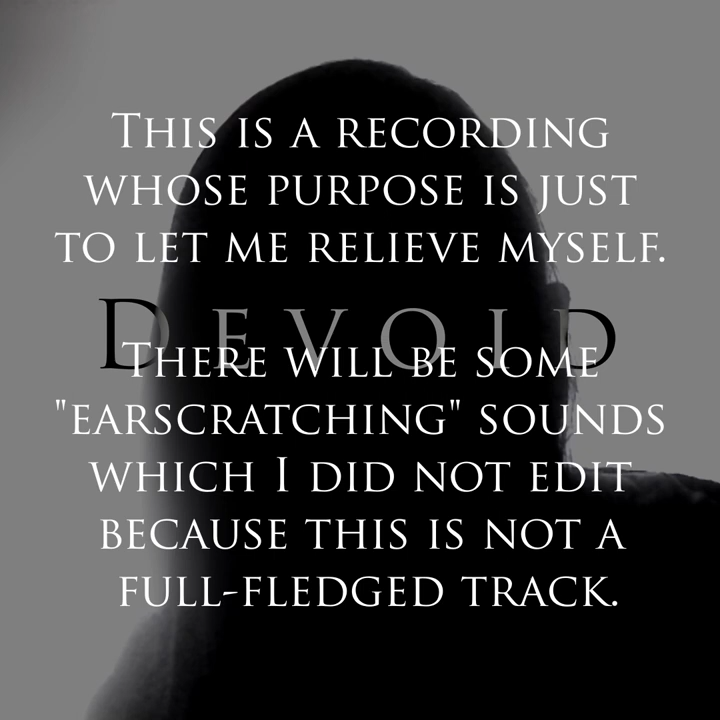 This is a recording
whose purpose is just
to let me relieve myself.
Devoid
There will be some
"earscratching" sounds
which I did not edit
because this is not a
full-fledged track.